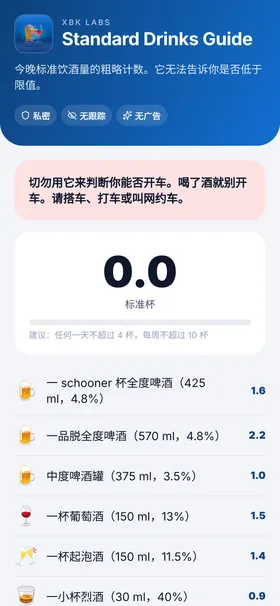 XBK LABS
Standard Drinks Guide
今晚标准饮酒量的粗略计数。它无法告诉你是否低于
限值。
私密
无跟踪
无广告
切勿用它来判断你能否开车。喝了酒就别开
车。请搭车、打车或叫网约车。
0.0
标准杯
建议：任何一天不超过 4 杯，每周不超过 10 杯
一 schooner 杯全度啤酒（425
ml，4.8%）
1.6
一品脱全度啤酒（570 ml，4.8%）
2.2
中度啤酒罐（375 ml，3.5%）
1.0
一杯葡萄酒（150 ml，13%）
1.5
一杯起泡酒（150 ml，11.5%）
1.4
一小杯烈酒（30 ml，40%）
0.9